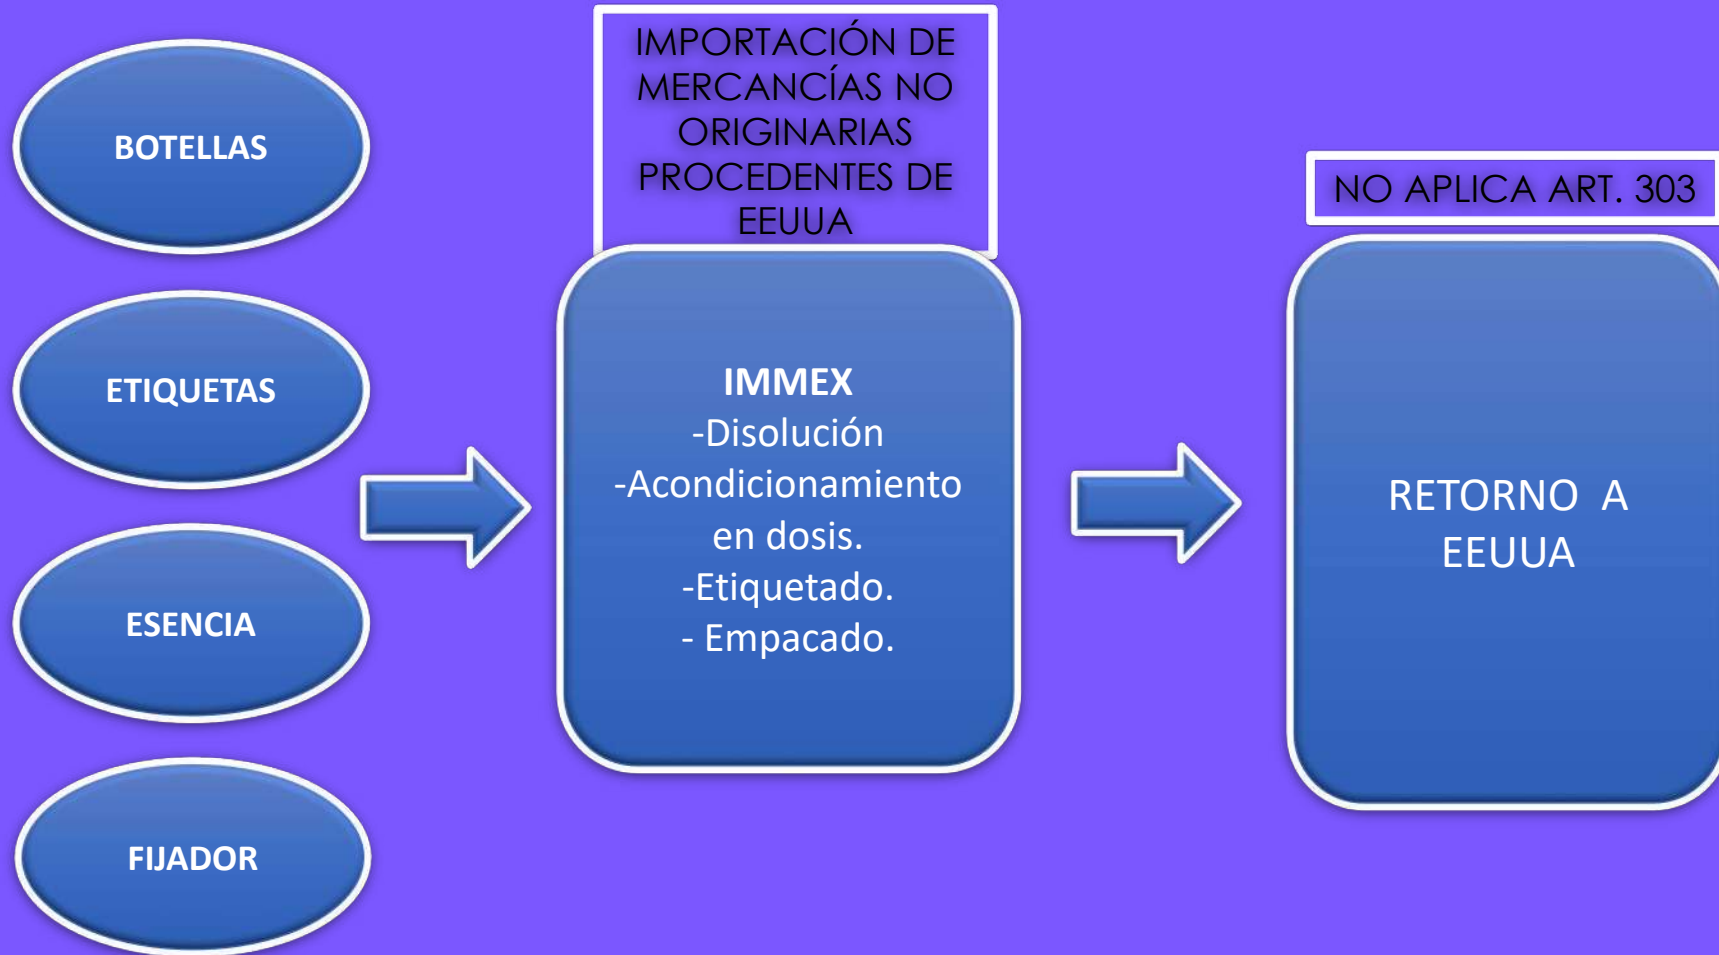 BOTELLAS
ETIQUETAS
ESENCIA
FIJADOR
IMPORTACIÓN DE
MERCANCÍAS NO
ORIGINARIAS
PROCEDENTES DE
EEUUA
IMMEX
-Disolución
-Acondicionamiento
en dosis.
-Etiquetado.
- Empacado.
NO APLICA ART. 303
RETORNO A
EEUUA